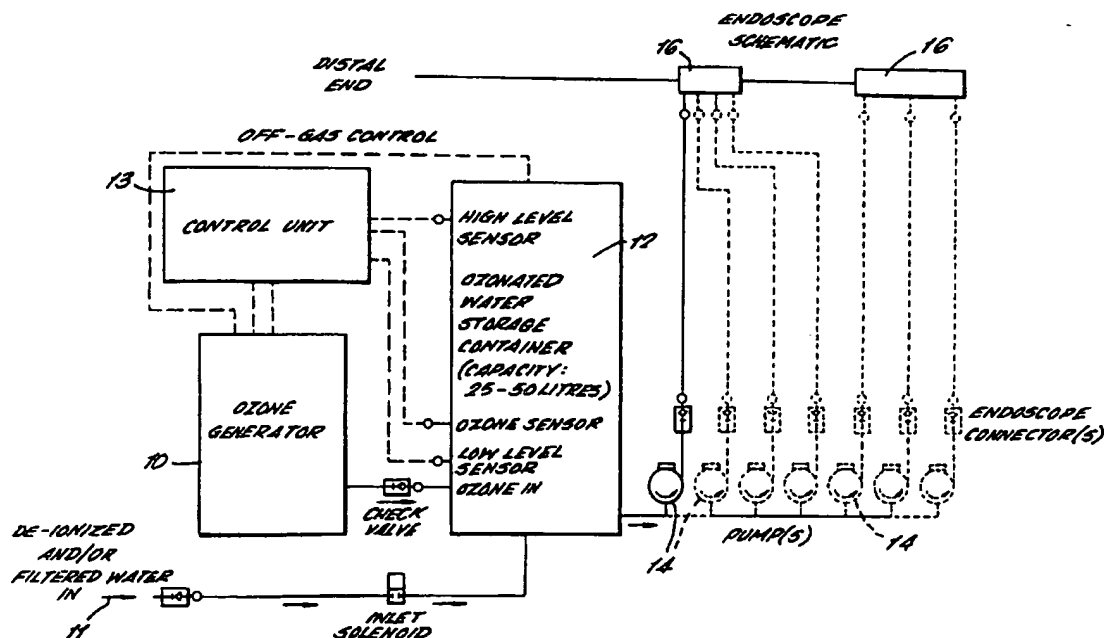 ENDOSCOPE
SCHEMATIC
16
16
DISTAL
END
OFF-GAS CONTROL
13
CONTROL UNIT
HIGH LEVEL
SENSOR
12
OZONATED
WATER
STORAGE
CONTAINER
(CAPACITY:
25-50 LITRES)
OZONE
GENERATOR
10
OZONE SENSOR
LOW LEVEL
SENSOR
OZONE IN
CHECK
VALVE
ENDOSCOPE
CONNECTOR(S)
14
PUMP(S)
14
DE-IONIZED
AND/OR
FILTERED WATER
IN
11
INLET
SOLENOID